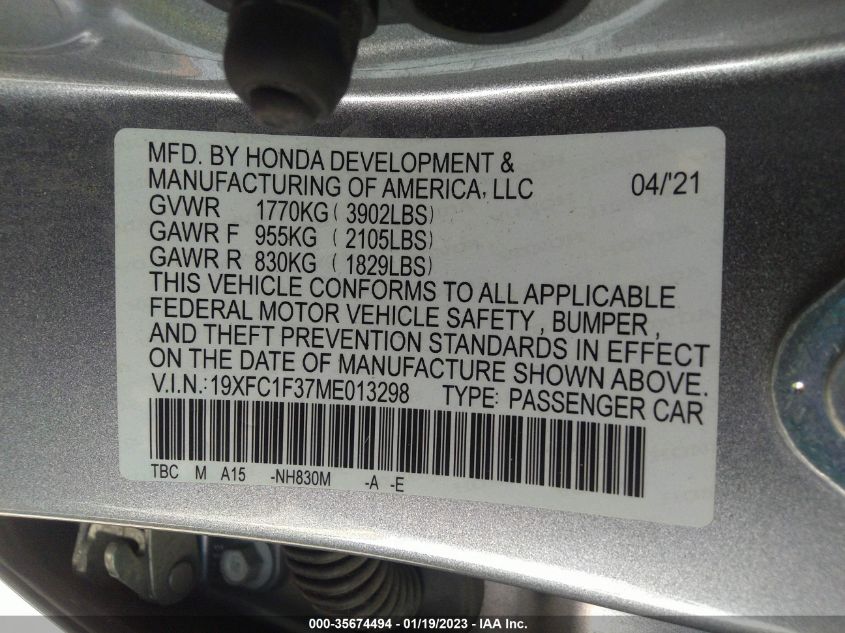 MFD. BY HONDA DEVELOPMENT &
MANUFACTURING OF AMERICA, LLC 04/'21
GVWR 1770KG ( 3902LBS)
GAWR F 955KG ( 2105LBS)
GAWR R 830KG ( 1829LBS)
THIS VEHICLE CONFORMS TO ALL APPLICABLE
FEDERAL MOTOR VEHICLE SAFETY , BUMPER ,
AND THEFT PREVENTION STANDARDS IN EFFECT
ON THE DATE OF MANUFACTURE SHOWN ABOVE.
V.I.N.:19XFC1F37ME013298 TYPE: PASSENGER CAR
TBC M A15 -NH830M -A -E
000-35674494 - 01/19/2023 - IAA Inc.